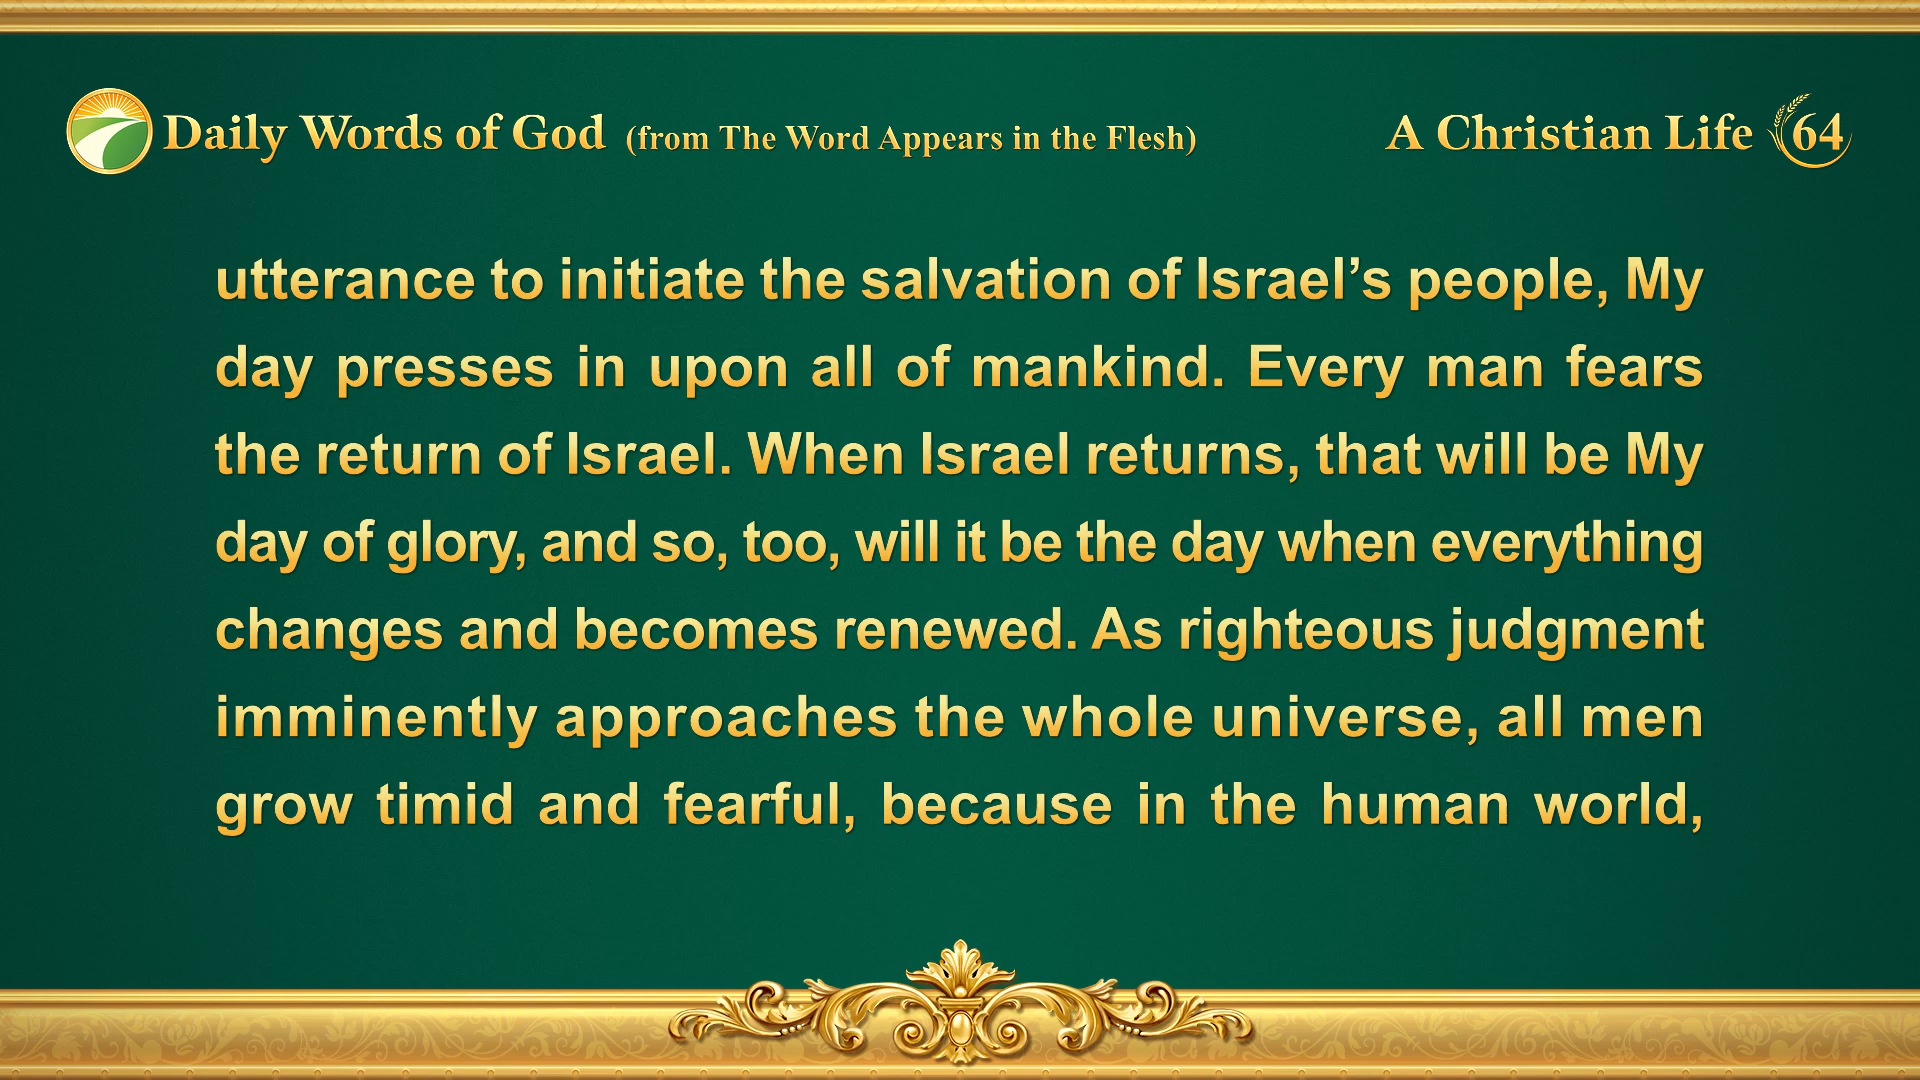 Daily Words of God (from The Word Appears in the Flesh) A Christian Life 64
utterance to initiate the salvation of Israel’s people, My
day presses in upon all of mankind. Every man fears
the return of Israel. When Israel returns, that will be My
day of glory, and so, too, will it be the day when everything
changes and becomes renewed. As righteous judgment
imminently approaches the whole universe, all men
grow timid and fearful, because in the human world,